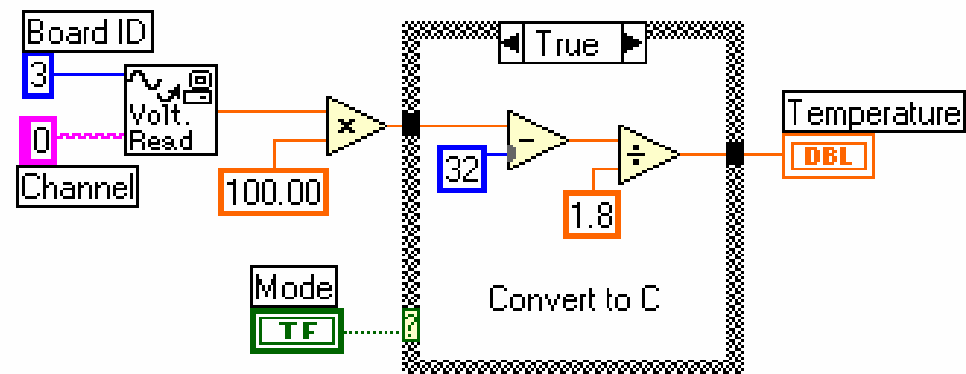 Board ID
3
Volt.
Read
0
Channel
x
100.00
True
-
32
÷
1.8
Convert to C
Mode
TF
?
Temperature
DBL